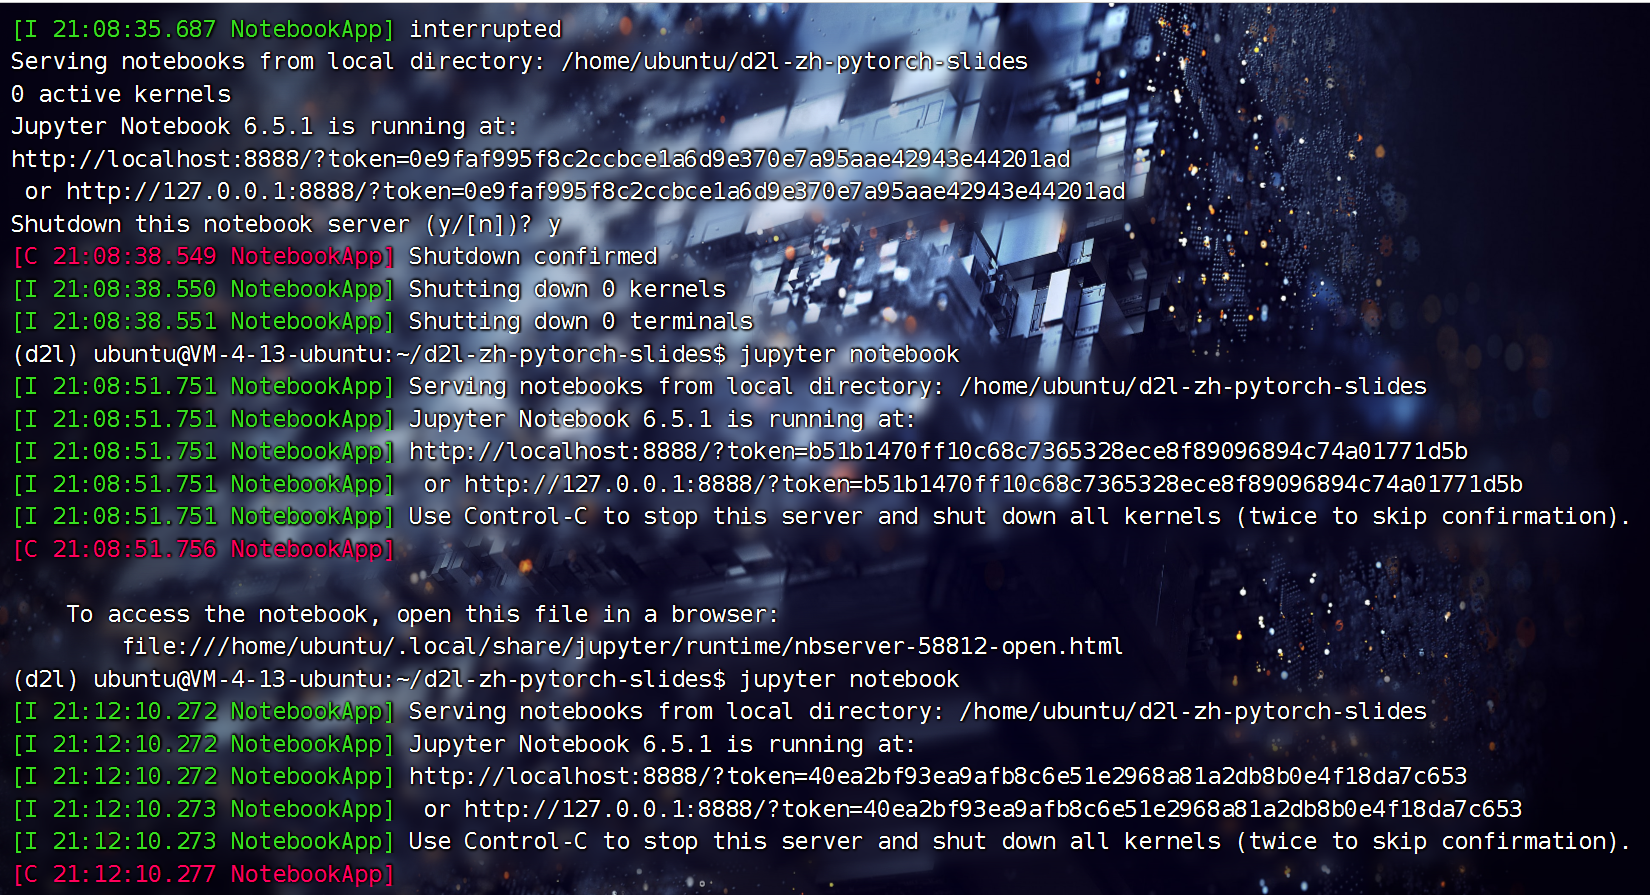 [I 21:08:35.687 NotebookApp] interrupted
Serving notebooks from local directory: /home/ubuntu/d2l-zh-pytorch-slides
0 active kernels
Jupyter Notebook 6.5.1 is running at:
http://localhost:8888/?token=0e9faf995f8c2ccbce1a6d9e370e7a95aae42943e44201ad
 or http://127.0.0.1:8888/?token=0e9faf995f8c2ccbce1a6d9e370e7a95aae42943e44201ad
Shutdown this notebook server (y/[n])? y
[C 21:08:38.549 NotebookApp] Shutdown confirmed
[I 21:08:38.550 NotebookApp] Shutting down 0 kernels
[I 21:08:38.551 NotebookApp] Shutting down 0 terminals
(d2l) ubuntu@VM-4-13-ubuntu:~/d2l-zh-pytorch-slides$ jupyter notebook
[I 21:08:51.751 NotebookApp] Serving notebooks from local directory: /home/ubuntu/d2l-zh-pytorch-slides
[I 21:08:51.751 NotebookApp] Jupyter Notebook 6.5.1 is running at:
[I 21:08:51.751 NotebookApp] http://localhost:8888/?token=b51b1470ff10c68c7365328ece8f89096894c74a01771d5b
[I 21:08:51.751 NotebookApp]  or http://127.0.0.1:8888/?token=b51b1470ff10c68c7365328ece8f89096894c74a01771d5b
[I 21:08:51.751 NotebookApp] Use Control-C to stop this server and shut down all kernels (twice to skip confirmation).
[C 21:08:51.756 NotebookApp]
    To access the notebook, open this file in a browser:
        file:///home/ubuntu/.local/share/jupyter/runtime/nbserver-58812-open.html
(d2l) ubuntu@VM-4-13-ubuntu:~/d2l-zh-pytorch-slides$ jupyter notebook
[I 21:12:10.272 NotebookApp] Serving notebooks from local directory: /home/ubuntu/d2l-zh-pytorch-slides
[I 21:12:10.272 NotebookApp] Jupyter Notebook 6.5.1 is running at:
[I 21:12:10.272 NotebookApp] http://localhost:8888/?token=40ea2bf93ea9afb8c6e51e2968a81a2db8b0e4f18da7c653
[I 21:12:10.273 NotebookApp]  or http://127.0.0.1:8888/?token=40ea2bf93ea9afb8c6e51e2968a81a2db8b0e4f18da7c653
[I 21:12:10.273 NotebookApp] Use Control-C to stop this server and shut down all kernels (twice to skip confirmation).
[C 21:12:10.277 NotebookApp]